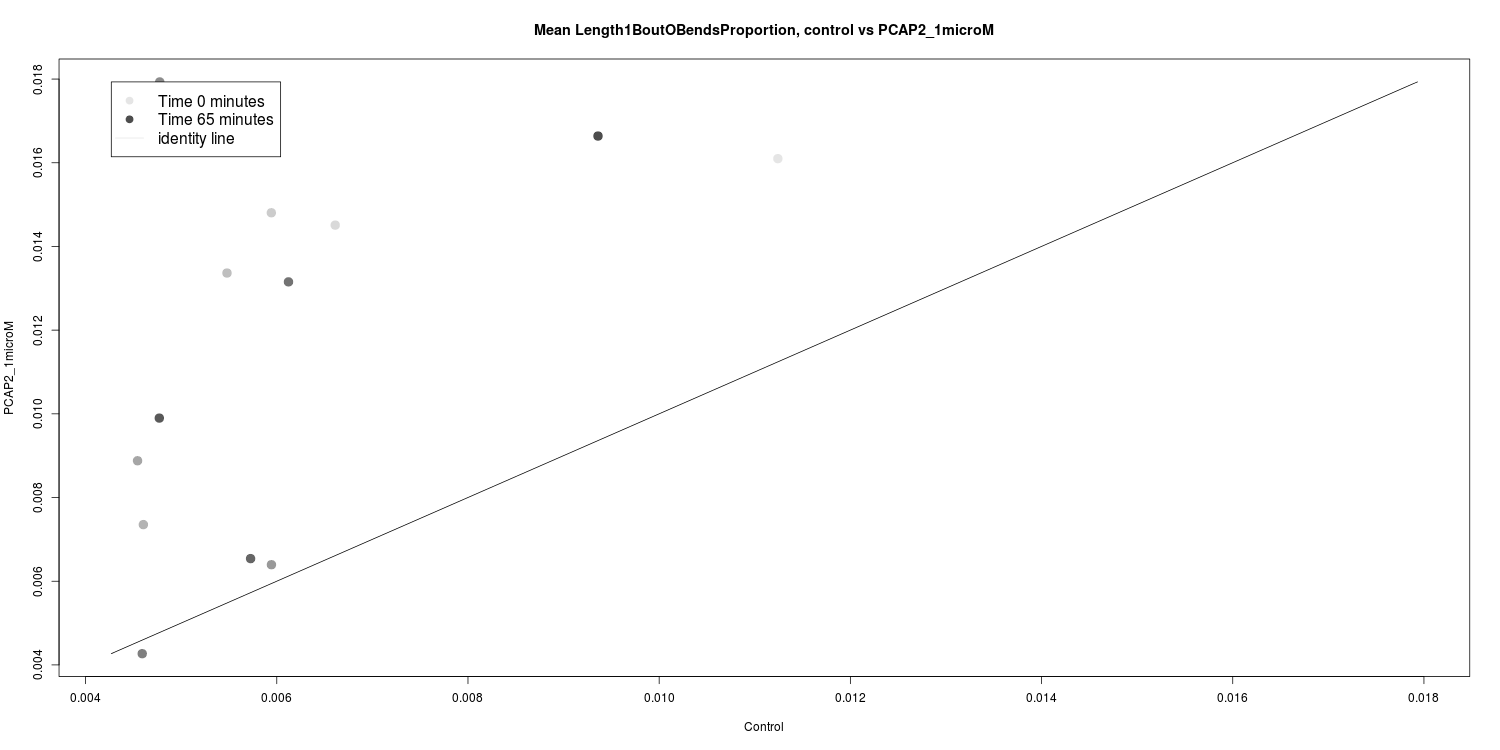 Mean Length1BoutOBendsProportion, control vs PCAP2_1microM
Time 0 minutes
Time 65 minutes
identity line
0.018
0.016
0.014
0.012
0.010
0.008
0.006
0.004
PCAP2_1microM
0.004 0.006 0.008 0.010 0.012 0.014 0.016 0.018
Control